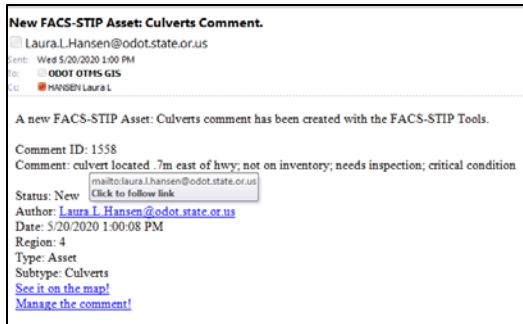 New FACS-STIP Asset: Culverts Comment.
Laura.L.Hansen@odot.state.or.us
Sent: Wed 5/20/2020 1:00 PM
To: ODOT OTMS GIS
Cc: HANSEN Laura L
A new FACS-STIP Asset: Culverts comment has been created with the FACS-STIP Tools.
Comment ID: 1558
Comment: culvert located .7m east of hwy; not on inventory; needs inspection; critical condition
mailto:laura.l.hansen@odot.state.or.us
Status: New Click to follow link
Author: Laura.L.Hansen@odot.state.or.us
Date: 5/20/2020 1:00:08 PM
Region: 4
Type: Asset
Subtype: Culverts
See it on the map!
Manage the comment!